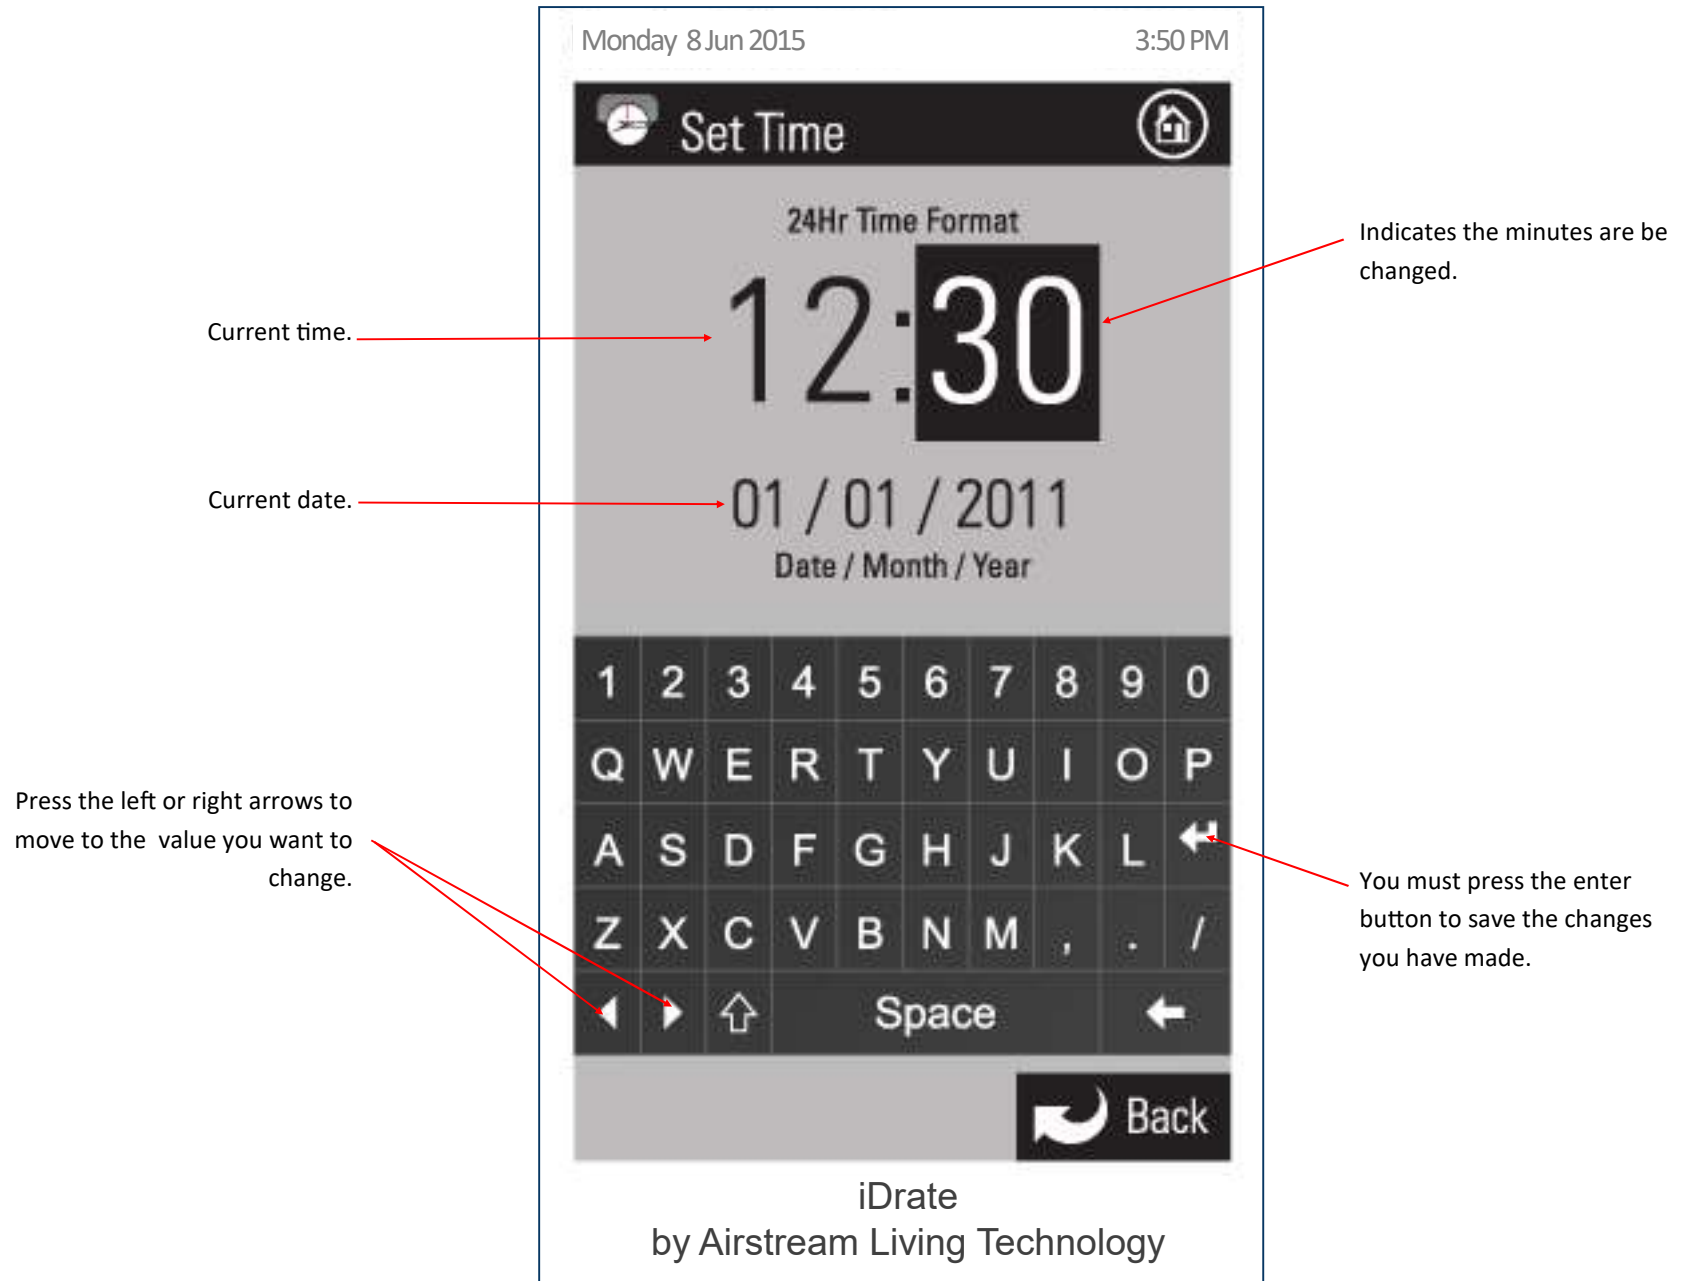 Monday 8 Jun 2015 3:50 PM
Set Time
24Hr Time Format
12:30
01 / 01 / 2011
Date / Month / Year
Current time.
Current date.
Indicates the minutes are be
changed.
1 2 3 4 5 6 7 8 9 0
Q W E R T Y U I O P
A S D F G H J K L
Z X C V B N M , . /
Space
Press the left or right arrows to
move to the value you want to
change.
You must press the enter
button to save the changes
you have made.
Back
iDrate
by Airstream Living Technology